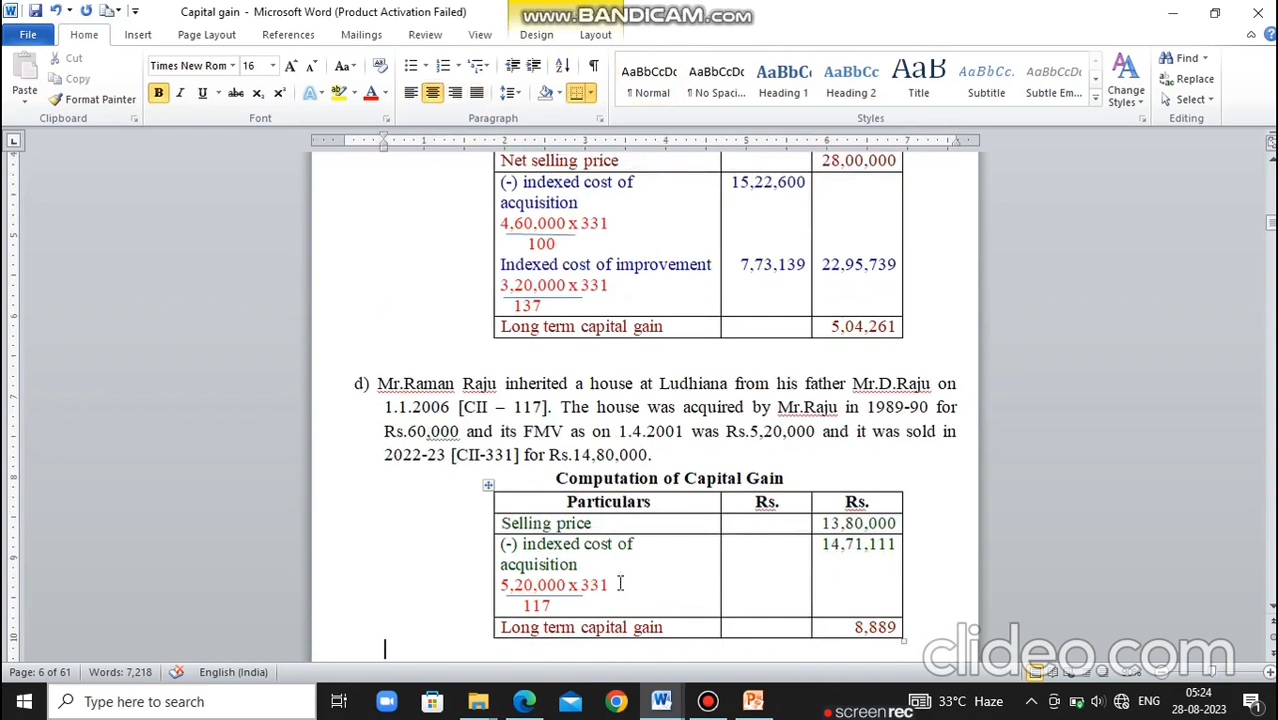 Capital gain - Microsoft Word (Product Activation Failed)
www.BANDICAM.com
File Home Insert Page Layout References Mailings Review View Design Layout
Paste
Cut
Copy
Format Painter
Clipboard
Times New Rom 16
Font
Paragraph
AaBbCcDc AaBbCcDc AaBbC AaBbCc AaB AaBbCcL AaBbCcDc
¶ Normal ¶ No Spaci... Heading 1 Heading 2 Title Subtitle Subtle Em...
Styles
Change Styles
Find
Replace
Select
Editing
Net selling price 28,00,000
(-) indexed cost of 15,22,600
acquisition
4,60,000 x 331
100
Indexed cost of improvement 7,73,139 22,95,739
3,20,000 x 331
137
Long term capital gain 5,04,261
d) Mr.Raman Raju inherited a house at Ludhiana from his father Mr.D.Raju on
1.1.2006 [CII – 117]. The house was acquired by Mr.Raju in 1989-90 for
Rs.60,000 and its FMV as on 1.4.2001 was Rs.5,20,000 and it was sold in
2022-23 [CII-331] for Rs.14,80,000.
Computation of Capital Gain
Particulars Rs. Rs.
Selling price 13,80,000
(-) indexed cost of 14,71,111
acquisition
5,20,000 x 331
117
Long term capital gain 8,889
clideo.com
Page: 6 of 61 Words: 7,218 English (India)
Type here to search
33°C Haze ENG 05:24
28-08-2023
screen rec